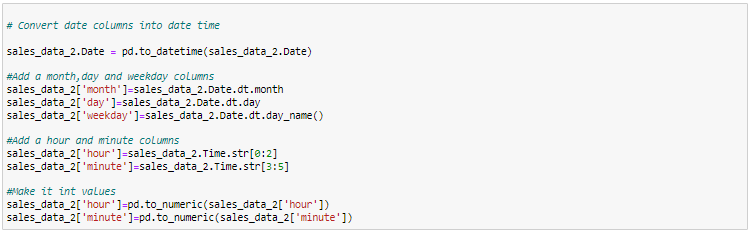 # Convert date columns into date time
sales_data_2.Date = pd.to_datetime(sales_data_2.Date)
#Add a month,day and weekday columns
sales_data_2['month']=sales_data_2.Date.dt.month
sales_data_2['day']=sales_data_2.Date.dt.day
sales_data_2['weekday']=sales_data_2.Date.dt.day_name()
#Add a hour and minute columns
sales_data_2['hour']=sales_data_2.Time.str[0:2]
sales_data_2['minute']=sales_data_2.Time.str[3:5]
#Make it int values
sales_data_2['hour']=pd.to_numeric(sales_data_2['hour'])
sales_data_2['minute']=pd.to_numeric(sales_data_2['minute'])